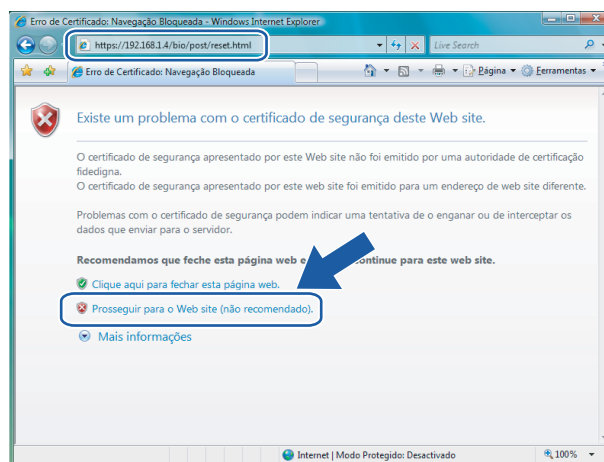 Erro de Certificado: Navegação Bloqueada - Windows Internet Explorer
https://192.168.1.4/bio/post/reset.html
Live Search
Erro de Certificado: Navegação Bloqueada
Página
Ferramentas
Existe um problema com o certificado de segurança deste Web site.
O certificado de segurança apresentado por este Web site não foi emitido por uma autoridade de certificação
fidedigna.
O certificado de segurança apresentado por este web site foi emitido para um endereço de web site diferente.
Problemas com o certificado de segurança podem indicar uma tentativa de o enganar ou de interceptar os
dados que enviar para o servidor.
Recomendamos que feche esta página web e ontinue para este web site.
Clique aqui para fechar esta página web.
Prosseguir para o Web site (não recomendado).
Mais informações
Internet | Modo Protegido: Desactivado
100%